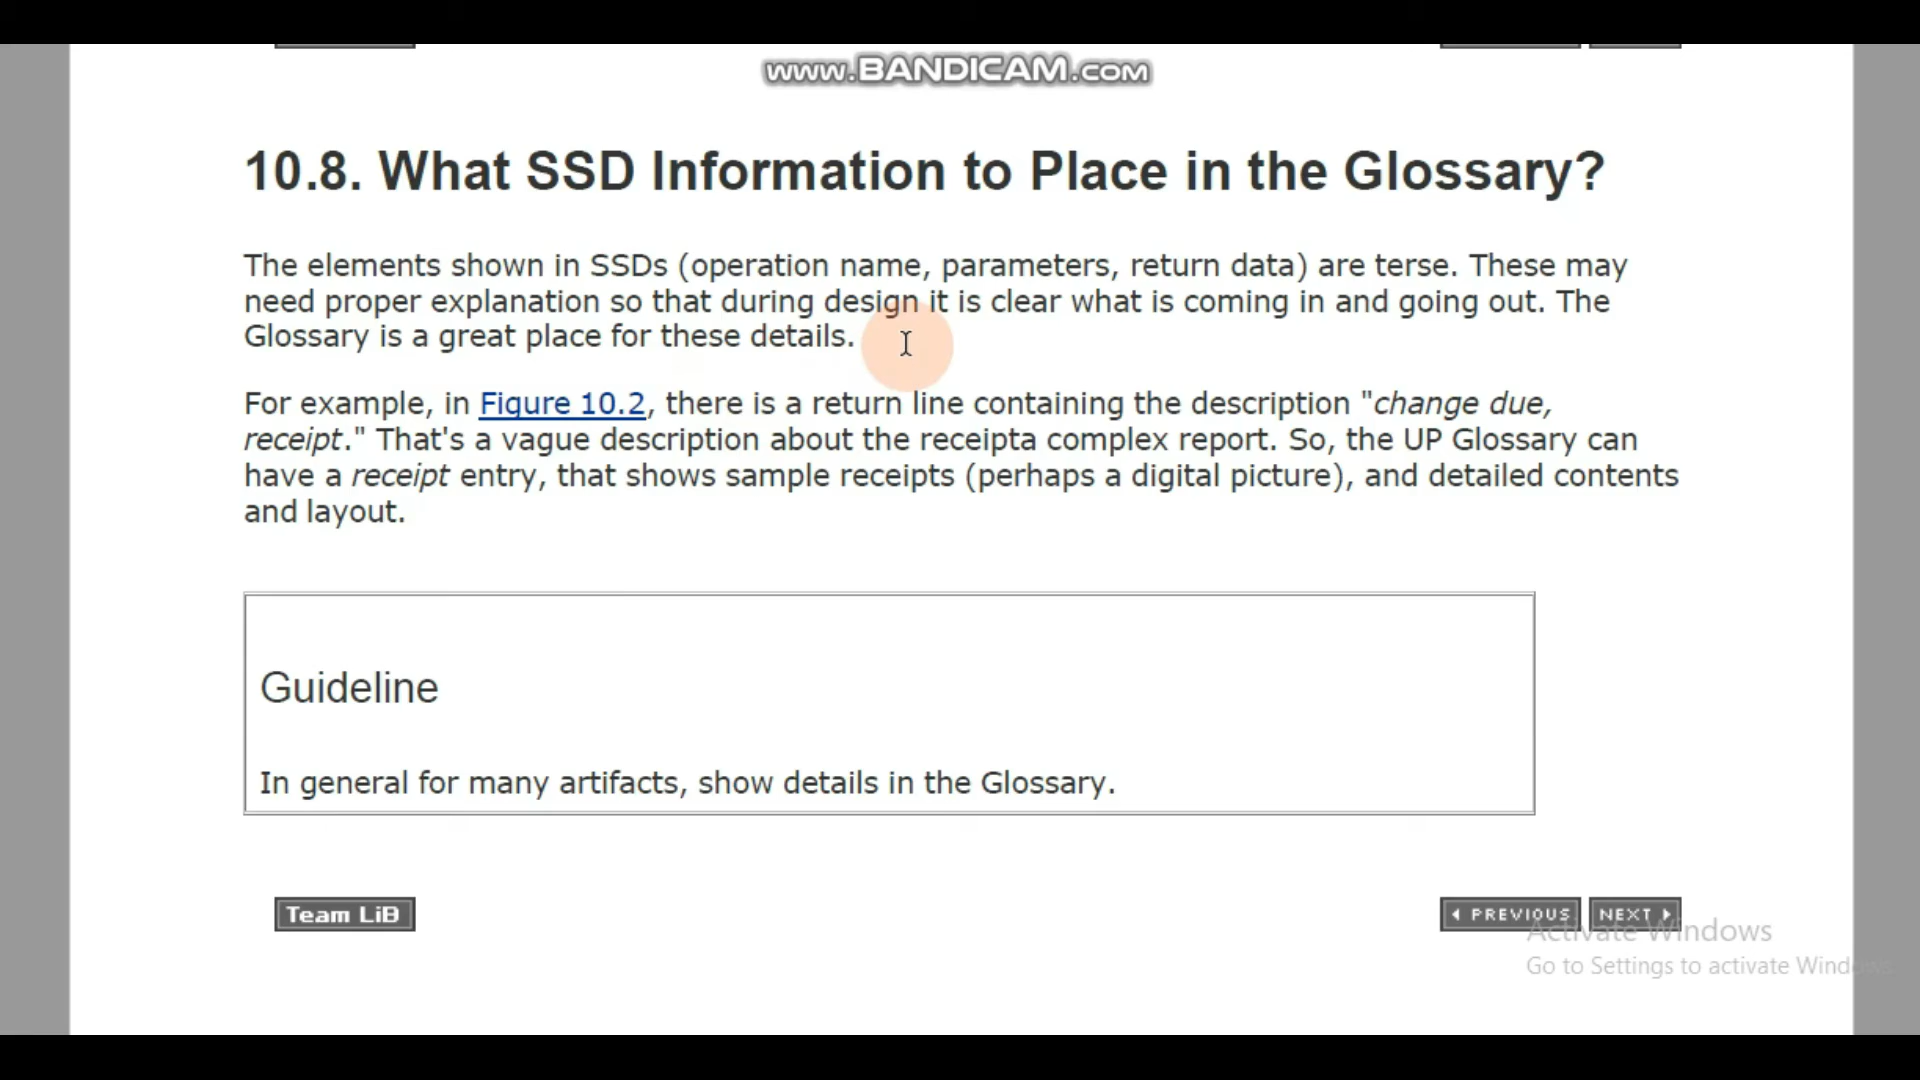 www.BANDICAM.com
10.8. What SSD Information to Place in the Glossary?
The elements shown in SSDs (operation name, parameters, return data) are terse. These may
need proper explanation so that during design it is clear what is coming in and going out. The
Glossary is a great place for these details.
For example, in Figure 10.2, there is a return line containing the description "change due,
receipt." That's a vague description about the receipta complex report. So, the UP Glossary can
have a receipt entry, that shows sample receipts (perhaps a digital picture), and detailed contents
and layout.
Guideline
In general for many artifacts, show details in the Glossary.
Team LiB
PREVIOUS NEXT
Activate Windows
Go to Settings to activate Windows